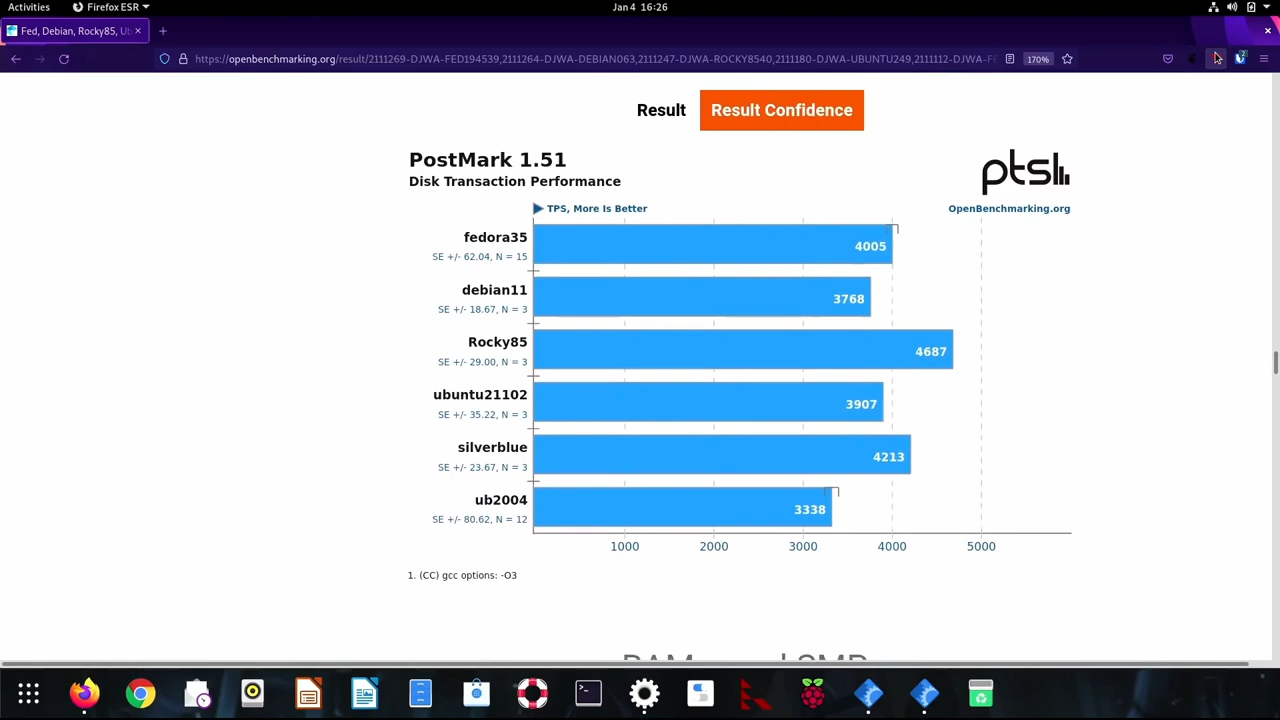 Activities
Firefox ESR
Jan 4 16:26
Fed, Debian, Rocky85, Ub
https://openbenchmarking.org/result/2111269-DJWA-FED194539,2111264-DJWA-DEBIAN063,2111247-DJWA-ROCKY8540,2111180-DJWA-UBUNTU249,2111112-DJWA-FE
170%
2
Result
Result Confidence
PostMark 1.51
Disk Transaction Performance
ptsl
TPS, More Is Better
OpenBenchmarking.org
fedora35
SE +/- 62.04, N = 15
4005
debian11
SE +/- 18.67, N = 3
3768
Rocky85
SE +/- 29.00, N = 3
4687
ubuntu21102
SE +/- 35.22, N = 3
3907
silverblue
SE +/- 23.67, N = 3
4213
ub2004
SE +/- 80.62, N = 12
3338
1000 2000 3000 4000 5000
1. (CC) gcc options: -O3